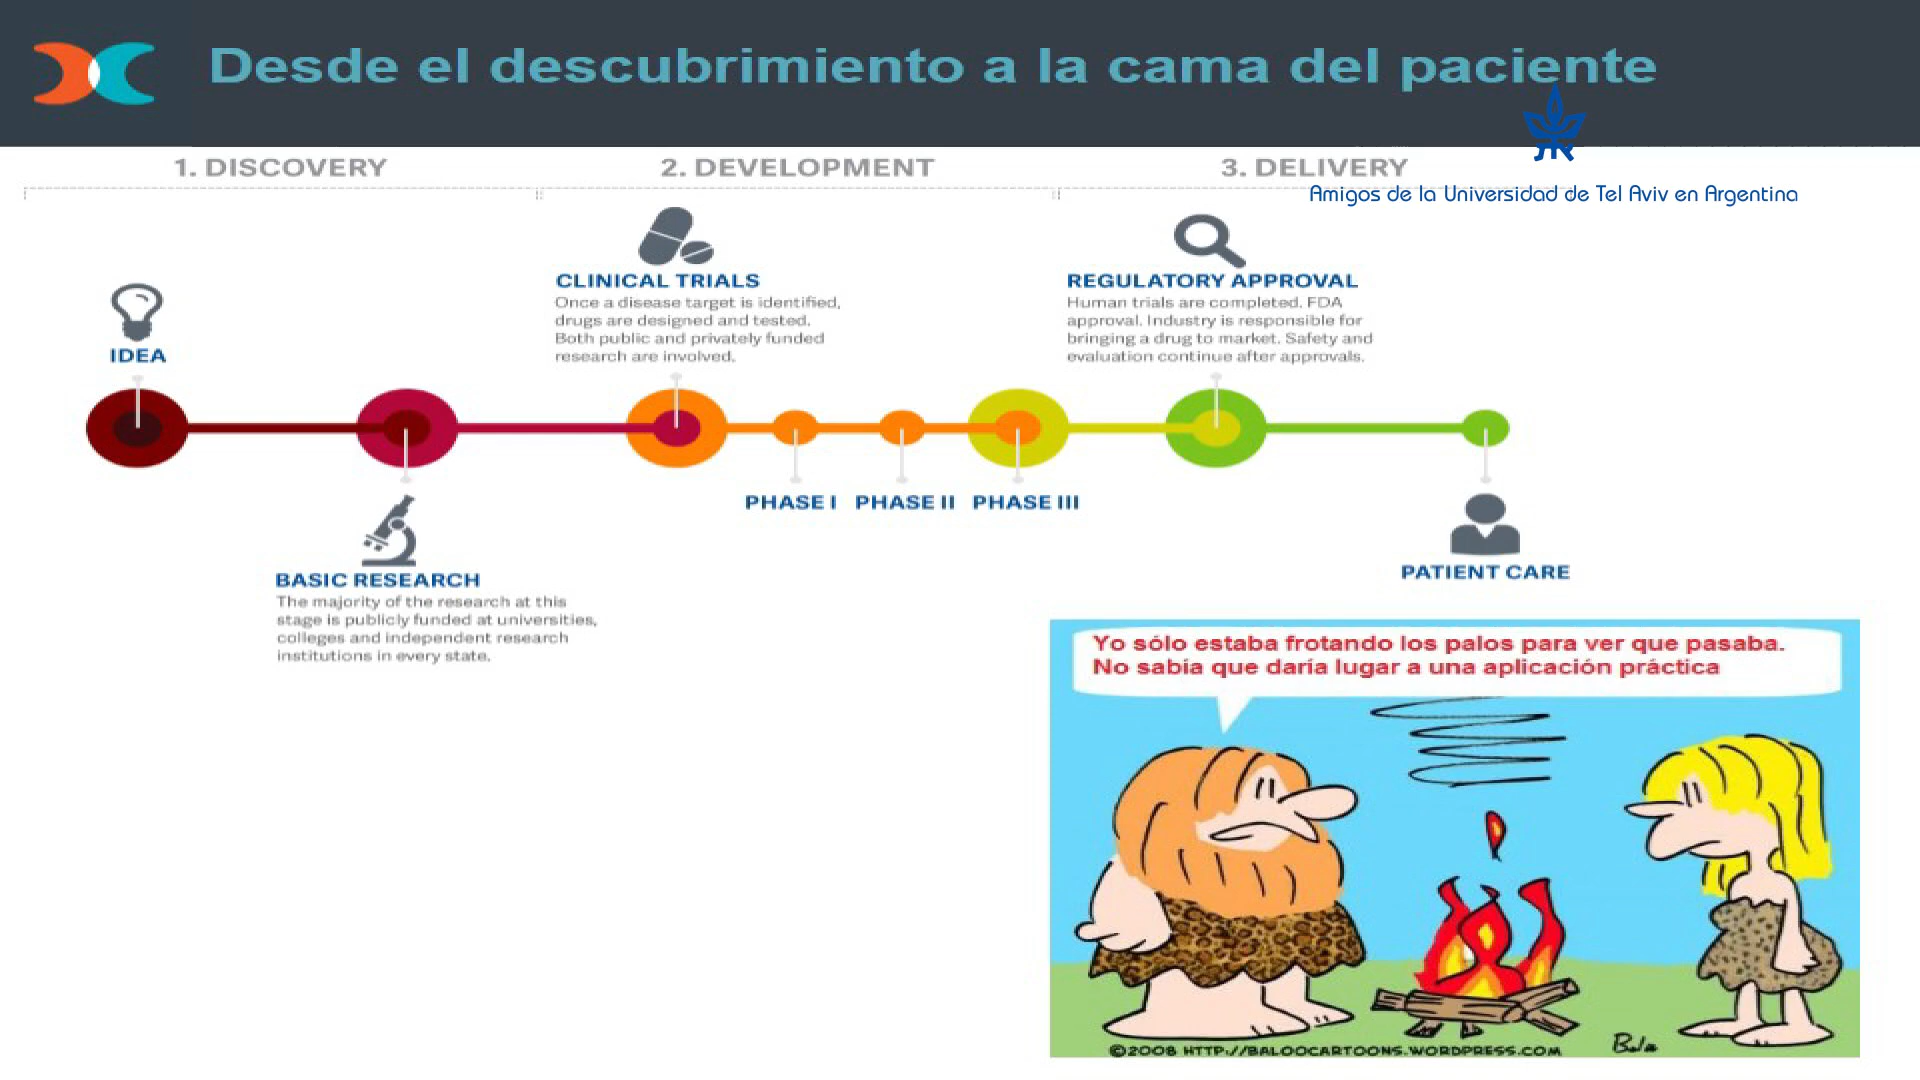 Desde el descubrimiento a la cama del paciente
1. DISCOVERY
2. DEVELOPMENT
3. DELIVERY
Amigos de la Universidad de Tel Aviv en Argentina
IDEA
CLINICAL TRIALS
Once a disease target is identified,
drugs are designed and tested.
Both public and privately funded
research are involved.
REGULATORY APPROVAL
Human trials are completed. FDA
approval. Industry is responsible for
bringing a drug to market. Safety and
evaluation continue after approvals.
PHASE I
PHASE II
PHASE III
BASIC RESEARCH
The majority of the research at this
stage is publicly funded at universities,
colleges and independent research
institutions in every state.
PATIENT CARE
Yo sólo estaba frotando los palos para ver que pasaba.
No sabía que daría lugar a una aplicación práctica
©2008 HTTP://BALOOCARTOONS.WORDPRESS.COM
Baloo